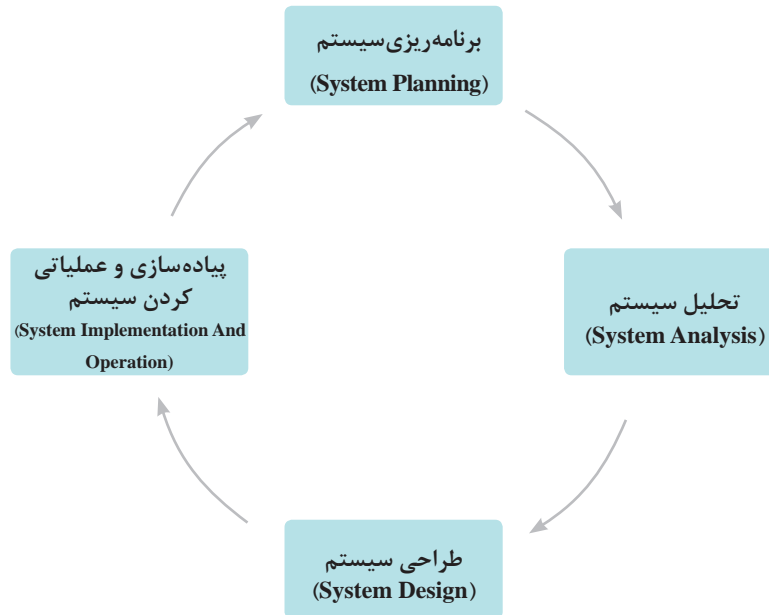 برنامه‌ریزی سیستم
(System Planning)
تحلیل سیستم
(System Analysis)
طراحی سیستم
(System Design)
پیاده‌سازی و عملیاتی
کردن سیستم
(System Implementation And
Operation)